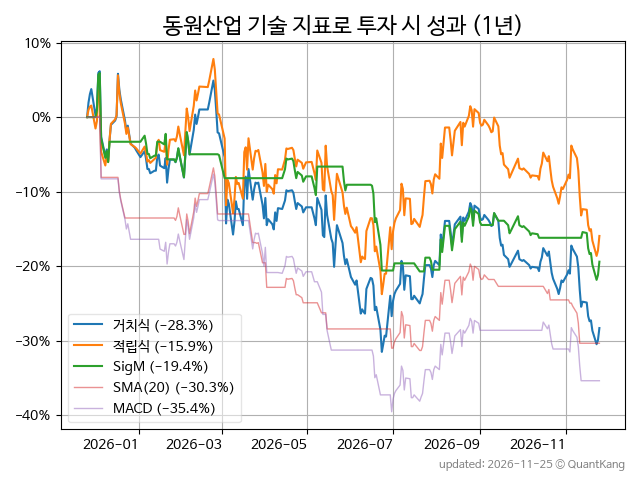 동원산업 기술 지표로 투자 시 성과 (1년)
10%
0%
−10%
−20%
−30%
−40%
거치식 (−28.3%)
적립식 (−15.9%)
SigM (−19.4%)
SMA(20) (−30.3%)
MACD (−35.4%)
2026-01
2026-03
2026-05
2026-07
2026-09
2026-11
updated: 2026-11-25 © QuantKang